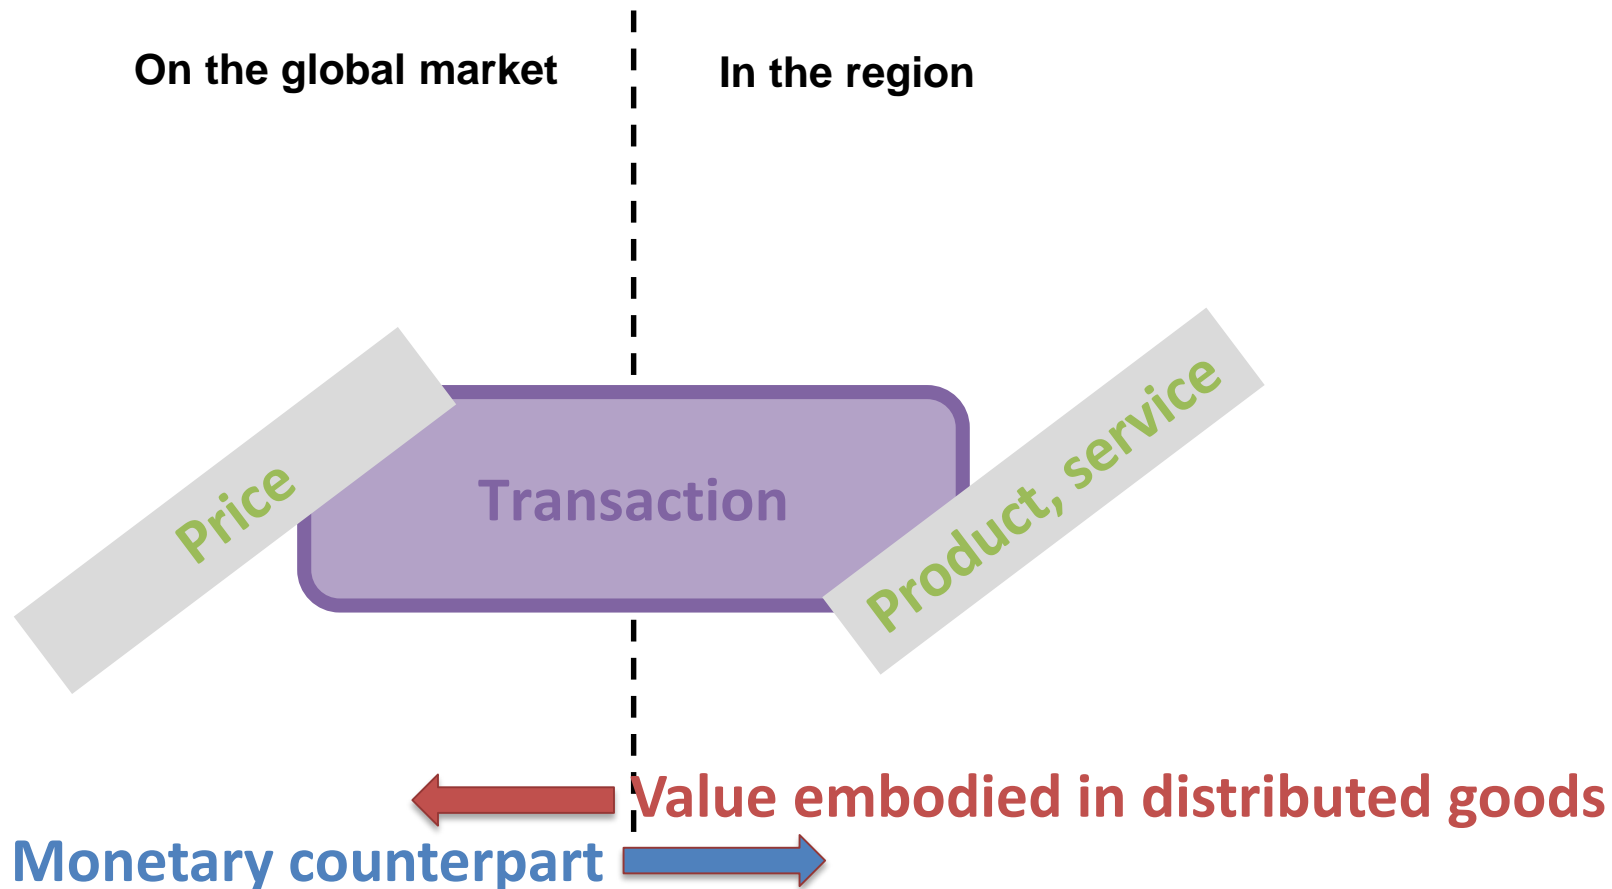 On the global market
In the region
Price
Transaction
Product, service
Value embodied in distributed goods
Monetary counterpart